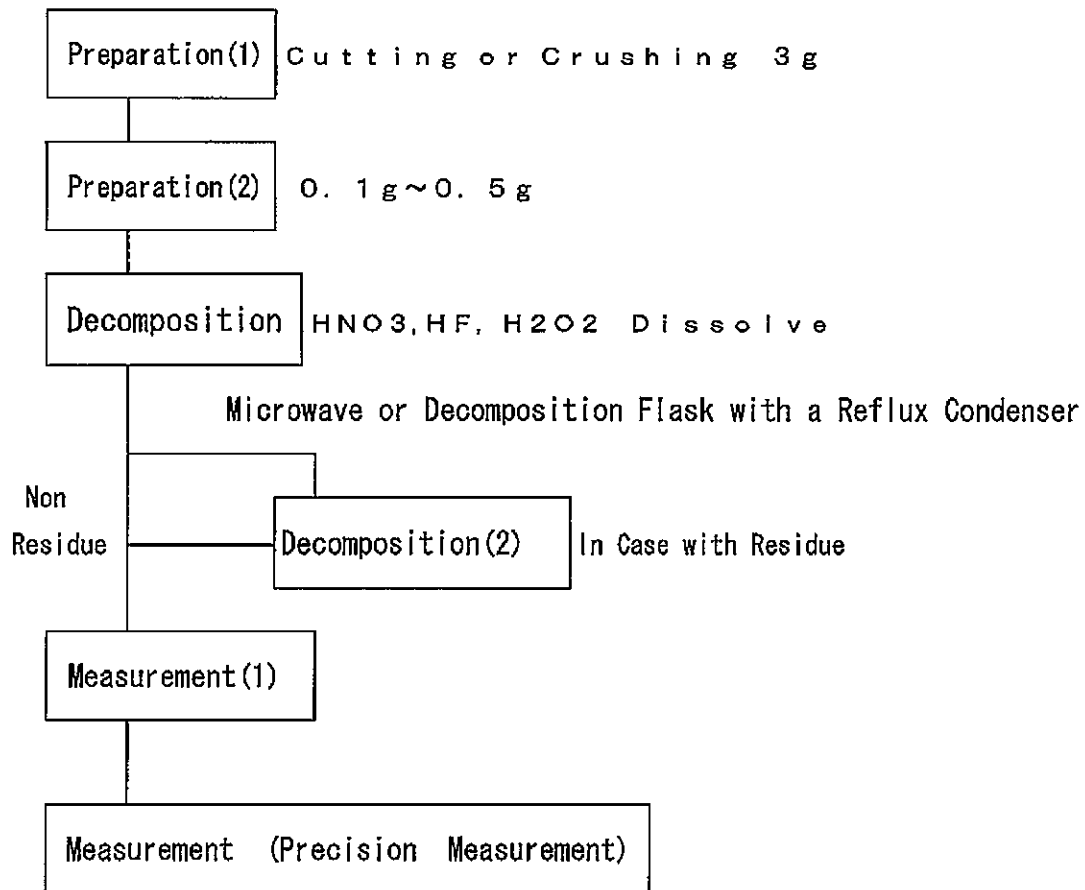 Preparation(1) Cutting or Crushing 3g
Preparation(2) 0. 1g~0. 5g
Decomposition HNO3,HF, H2O2 Dissolve
Microwave or Decomposition Flask with a Reflux Condenser
Non
Residue
Decomposition(2) In Case with Residue
Measurement(1)
Measurement (Precision Measurement)